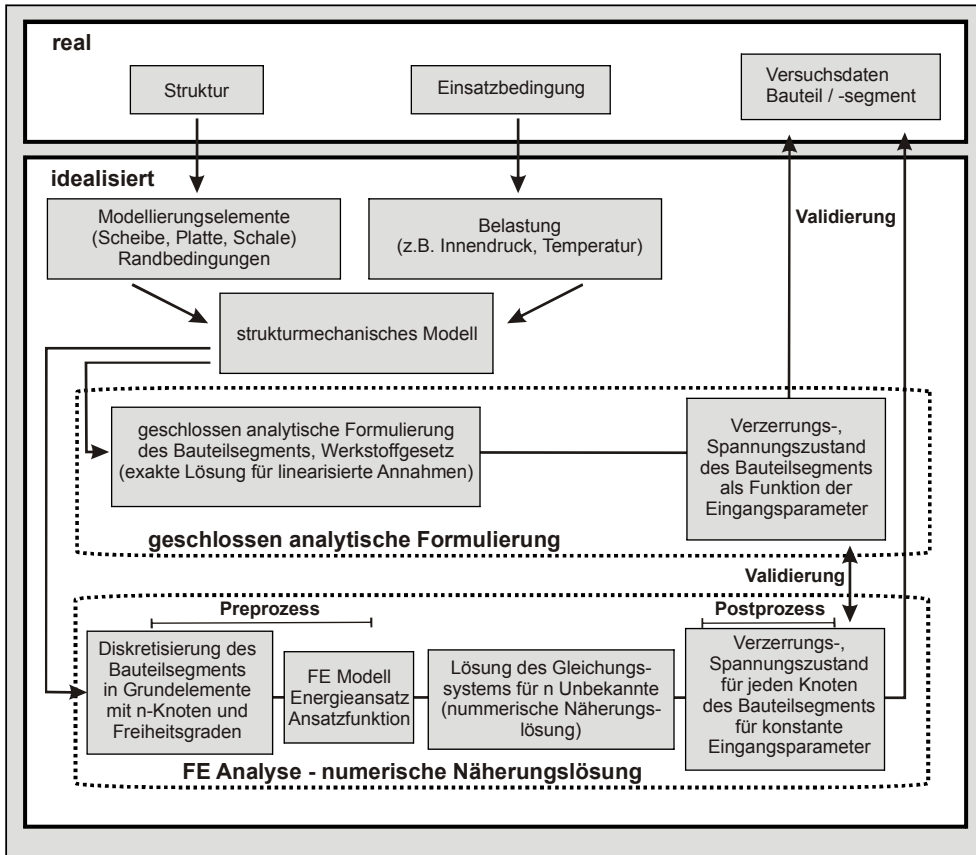 real
Struktur
Einsatzbedingung
Versuchsdaten
Bauteil / -segment
idealisiert
Modellierungselemente
(Scheibe, Platte, Schale)
Randbedingungen
Belastung
(z.B. Innendruck, Temperatur)
Validierung
strukturmechanisches Modell
geschlossen analytische Formulierung
des Bauteilsegments, Werkstoffgesetz
(exakte Lösung für linearisierte Annahmen)
Verzerrungs-,
Spannungszustand
des Bauteilsegments
als Funktion der
Eingangsparameter
geschlossen analytische Formulierung
Validierung
Preprozess
Postprozess
Diskretisierung des
Bauteilsegments
in Grundelemente
mit n-Knoten und
Freiheitsgraden
FE Modell
Energieansatz
Ansatzfunktion
Lösung des Gleichungs-
systems für n Unbekannte
(nummerische Näherungs-
lösung)
Verzerrungs-,
Spannungszustand
für jeden Knoten
des Bauteilsegments
für konstante
Eingangsparameter
FE Analyse - numerische Näherungslösung